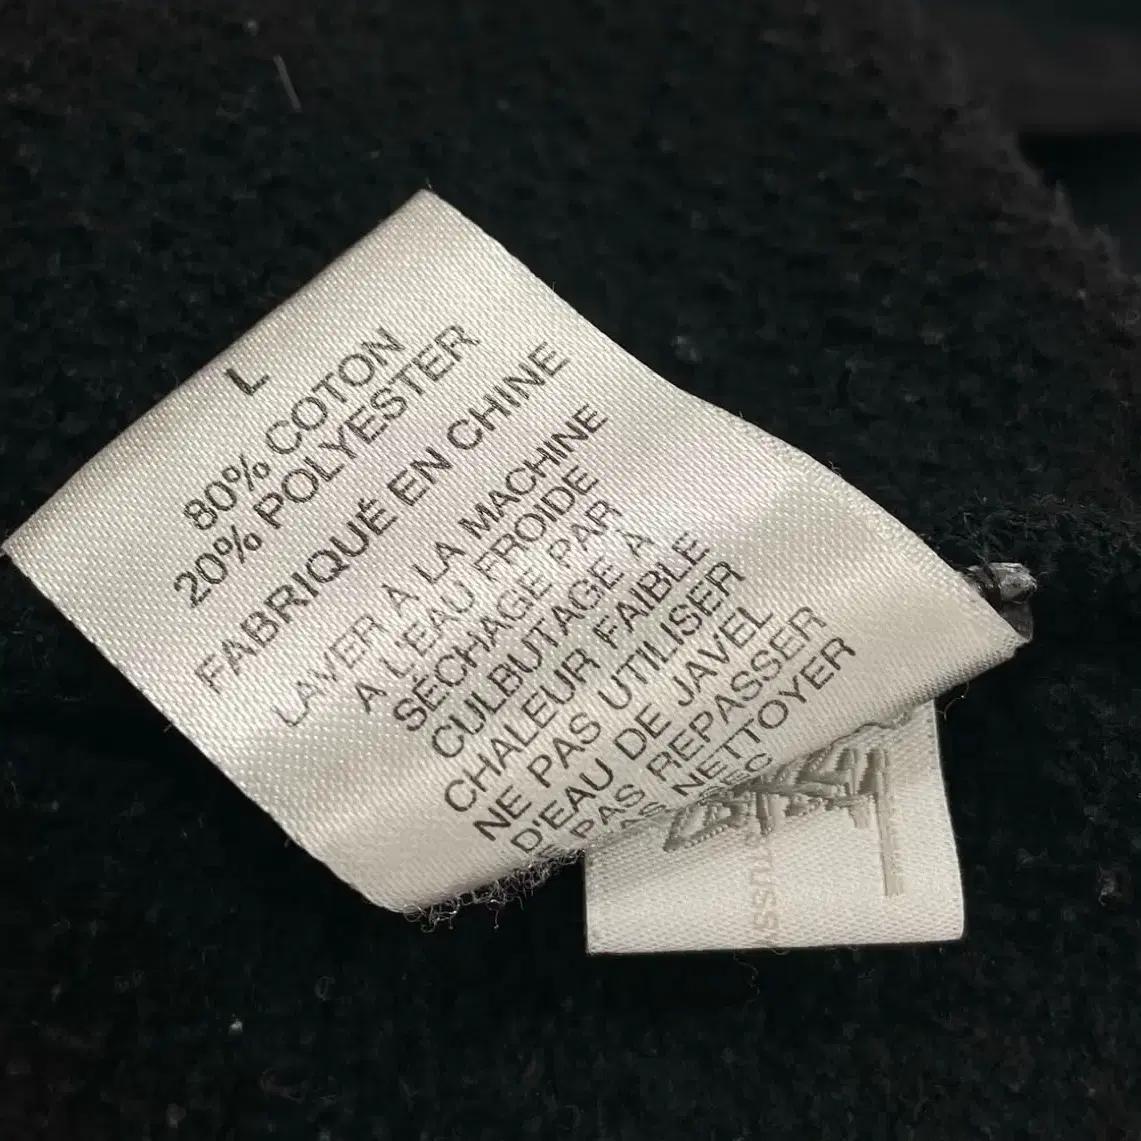 L
80% COTON
20% POLYESTER
FABRIQUÉ EN CHINE
LAVER À LA MACHINE
A L'EAU FROIDE
SÉCHAGE PAR
CULBUTAGE À
CHALEUR FAIBLE
NE PAS UTILISER
D'EAU DE JAVEL
PAS REPASSER
NETTOYER